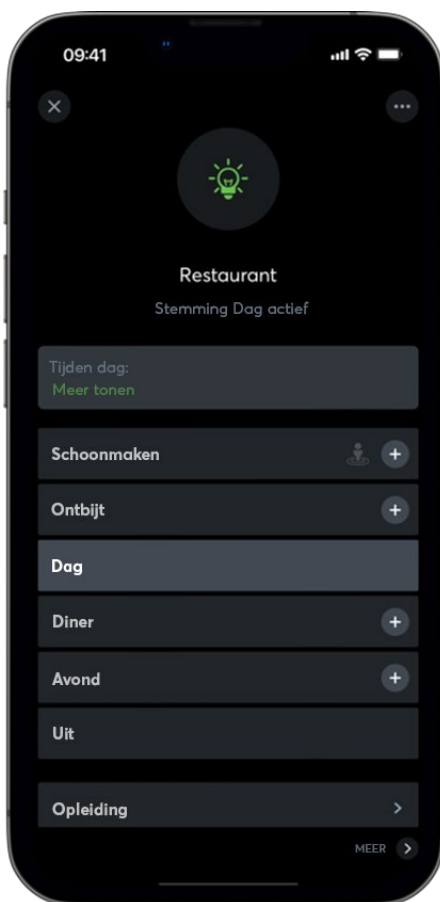 09:41
Restaurant
Stemming Dag actief
Tijden dag:
Meer tonen
Schoonmaken
Ontbijt
Dag
Diner
Avond
Uit
Opleiding
MEER